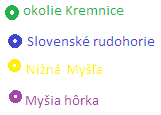 okolie Kremnice
Slovenské rudohorie
Nižná Myšľa
Myšia hôrka